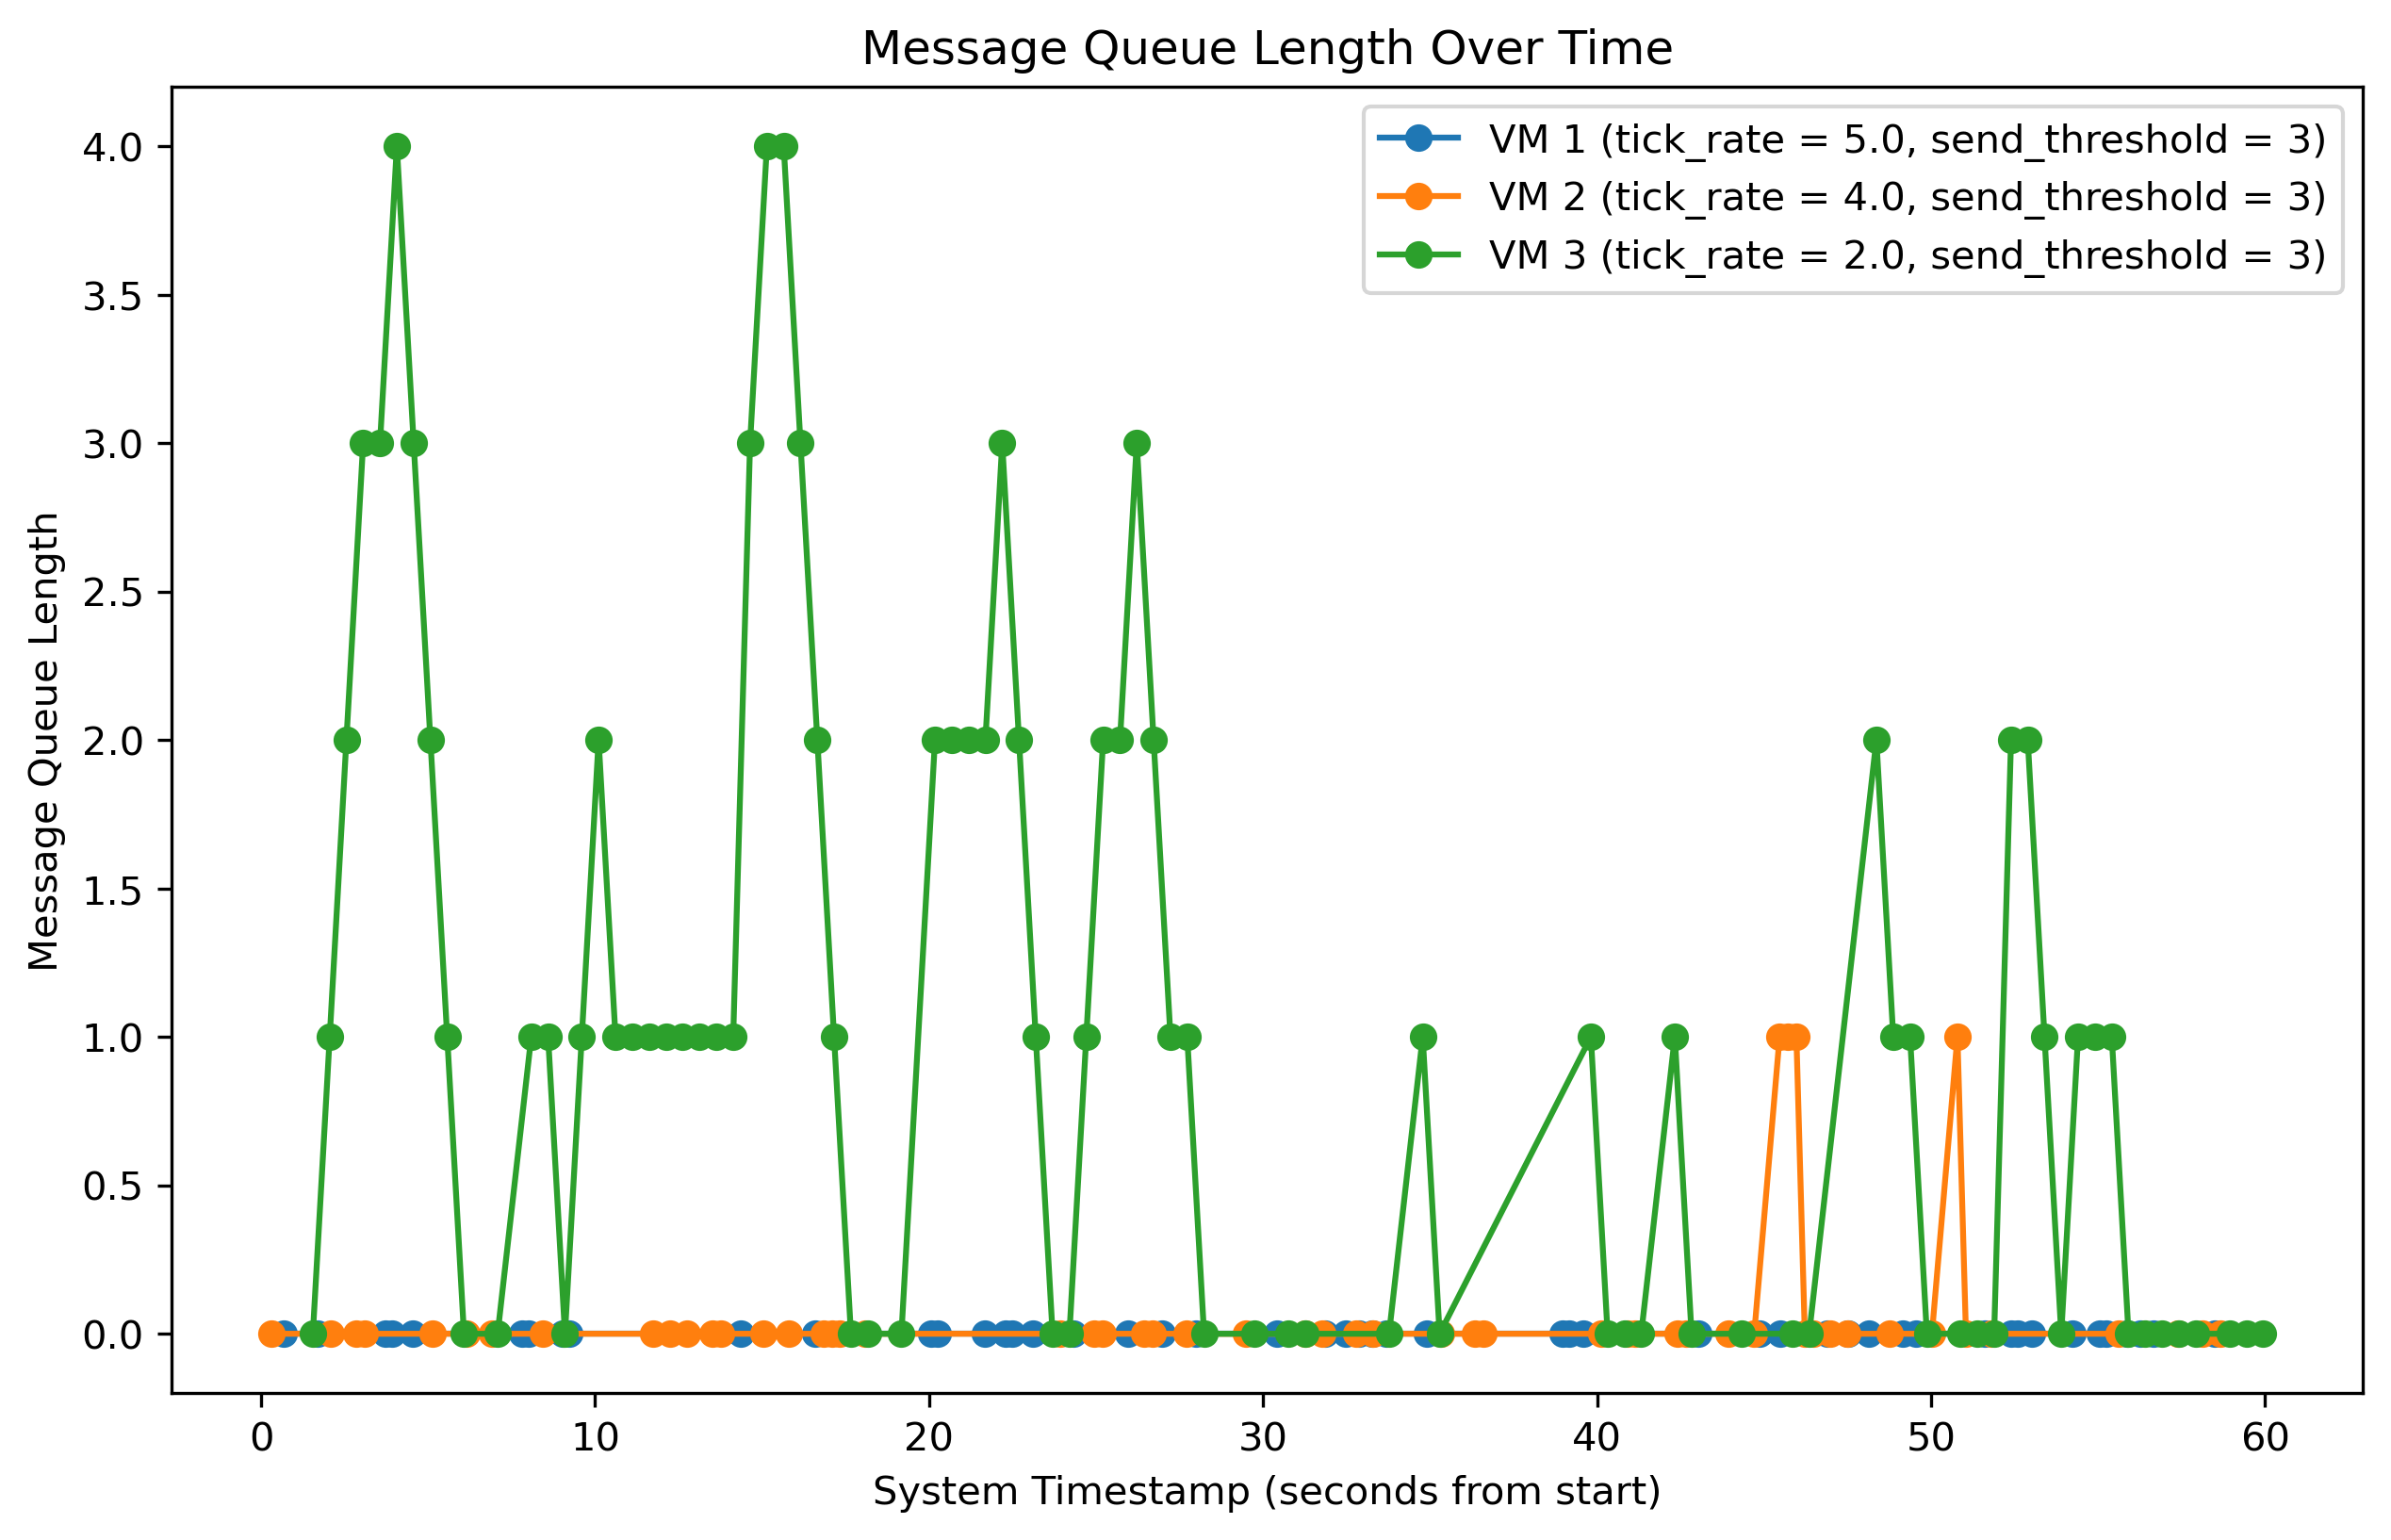 Message Queue Length Over Time
VM 1 (tick_rate = 5.0, send_threshold = 3)
VM 2 (tick_rate = 4.0, send_threshold = 3)
VM 3 (tick_rate = 2.0, send_threshold = 3)
Message Queue Length
4.0
3.5
3.0
2.5
2.0
1.5
1.0
0.5
0.0
0 10 20 30 40 50 60
System Timestamp (seconds from start)